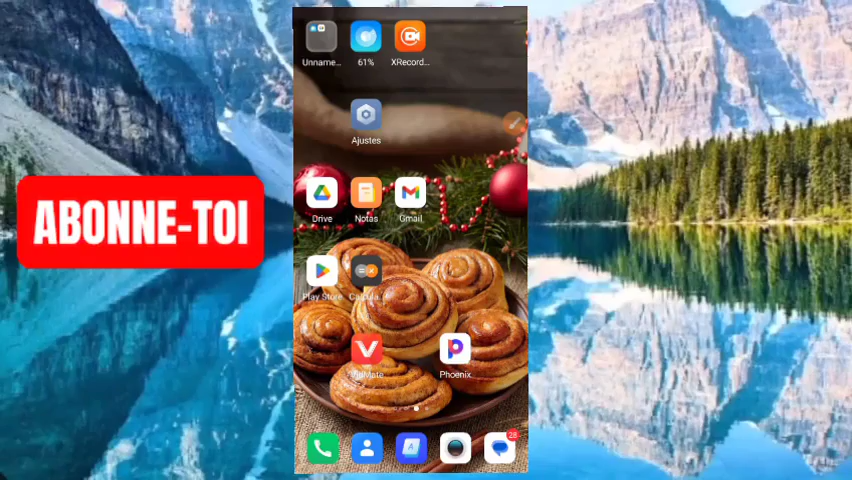 Unname...
61%
XRecord...
Ajustes
ABONNE-TOI
Drive
Notas
Gmail
Play Store
Calcula
VidMate
Phoenix
28